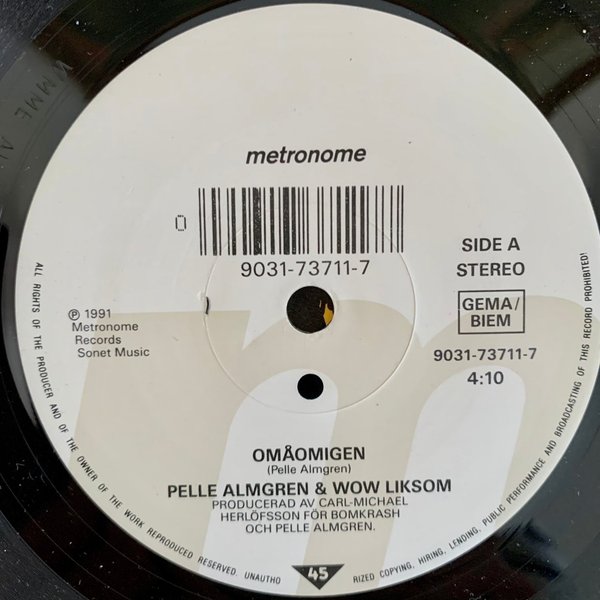 metronome
0
9031-73711-7
SIDE A
STEREO
GEMA/
BIEM
9031-73711-7
4:10
℗ 1991
Metronome
Records
Sonet Music
OMÅOMIGEN
(Pelle Almgren)
PELLE ALMGREN & WOW LIKSOM
PRODUCERAD AV CARL-MICHAEL
HERLÖFSSON FÖR BOMKRASH
OCH PELLE ALMGREN.
ALL RIGHTS OF THE PRODUCER AND OF THE OWNER OF THE WORK REPRODUCED RESERVED. UNAUTHO
45
RIZED COPYING, HIRING, LENDING, PUBLIC PERFORMANCE AND BROADCASTING OF THIS RECORD PROHIBITED!